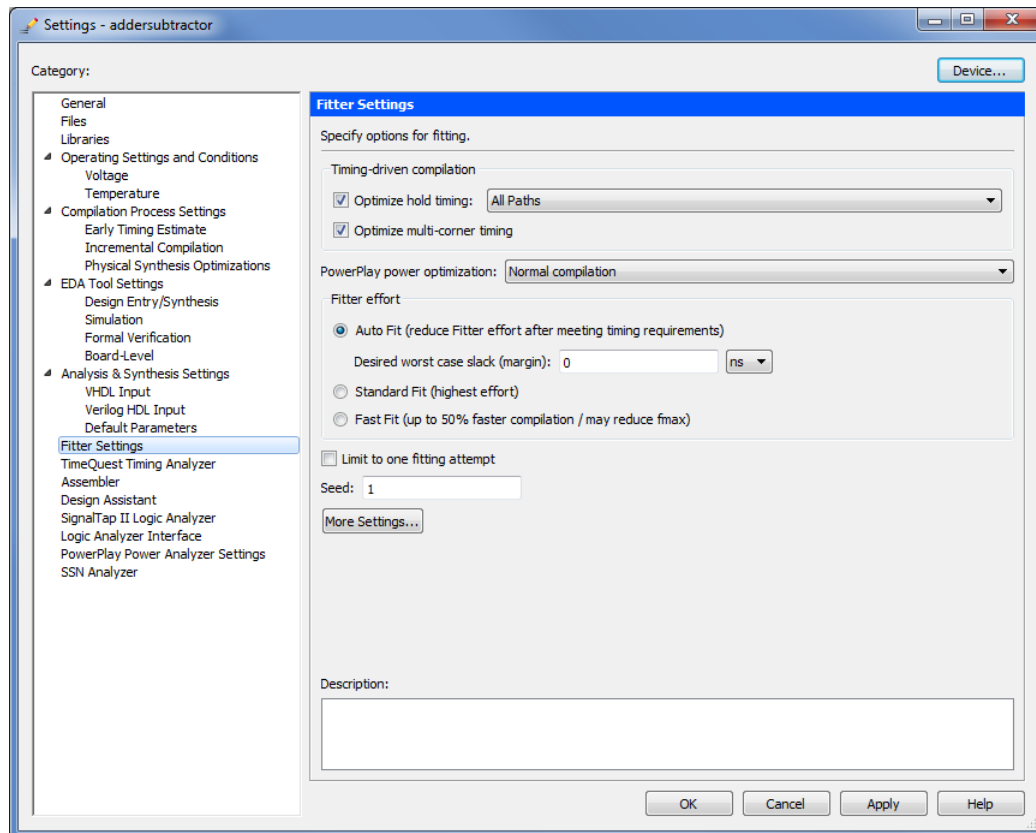 Settings - addersubtractor
Category:
Device...
General
Files
Libraries
Operating Settings and Conditions
Voltage
Temperature
Compilation Process Settings
Early Timing Estimate
Incremental Compilation
Physical Synthesis Optimizations
EDA Tool Settings
Design Entry/Synthesis
Simulation
Formal Verification
Board-Level
Analysis & Synthesis Settings
VHDL Input
Verilog HDL Input
Default Parameters
Fitter Settings
TimeQuest Timing Analyzer
Assembler
Design Assistant
SignalTap II Logic Analyzer
Logic Analyzer Interface
PowerPlay Power Analyzer Settings
SSN Analyzer
Fitter Settings
Specify options for fitting.
Timing-driven compilation
Optimize hold timing: All Paths
Optimize multi-corner timing
PowerPlay power optimization: Normal compilation
Fitter effort
Auto Fit (reduce Fitter effort after meeting timing requirements)
Desired worst case slack (margin): 0 ns
Standard Fit (highest effort)
Fast Fit (up to 50% faster compilation / may reduce fmax)
Limit to one fitting attempt
Seed: 1
More Settings...
Description:
OK Cancel Apply Help